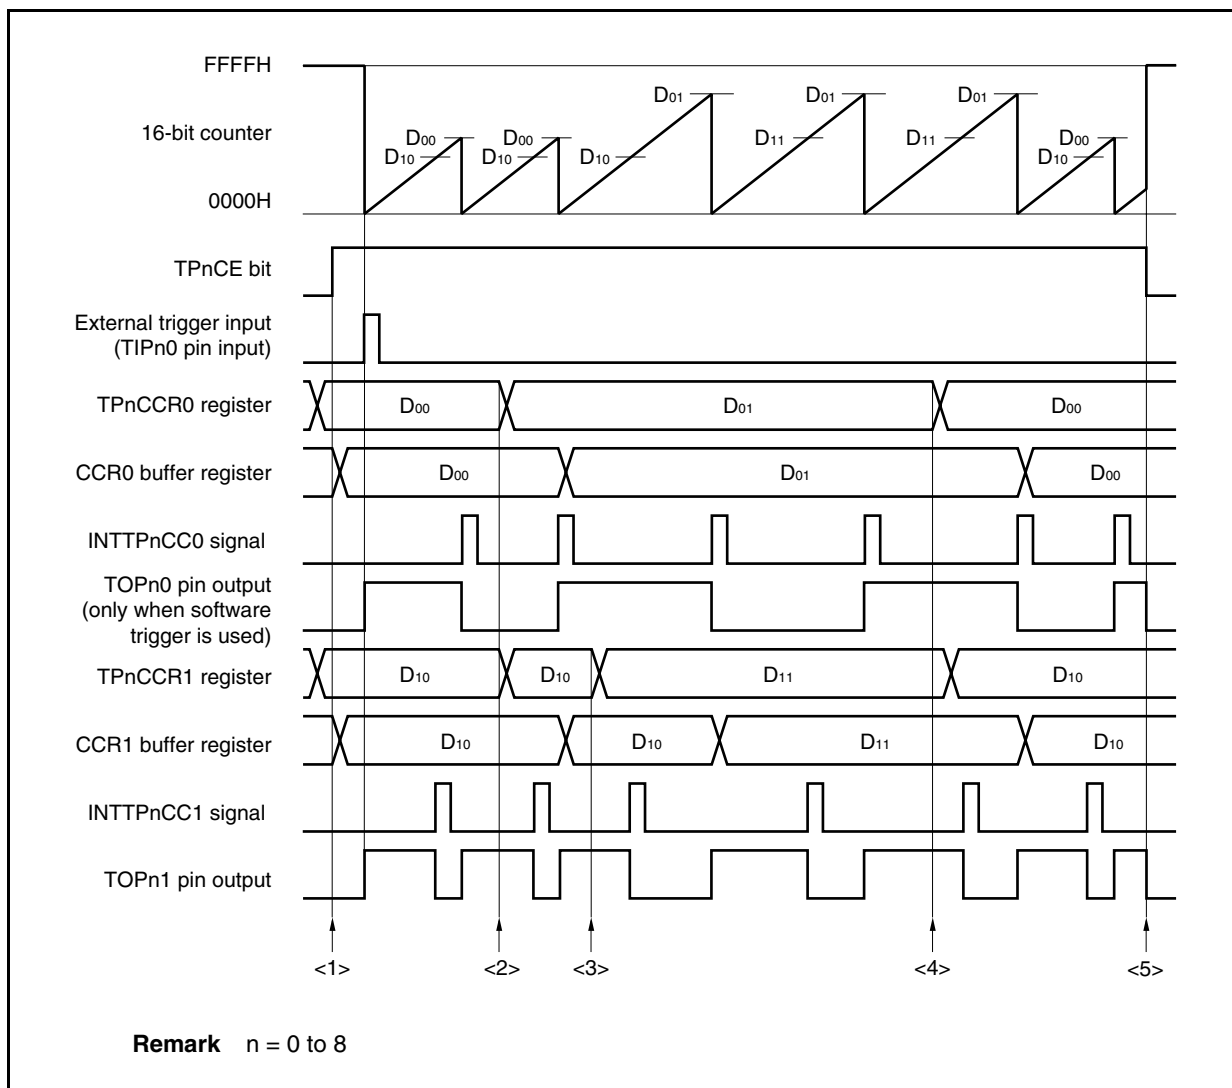 FFFFH
D01 D01 D01
16-bit counter
D00 D00 D11 D11 D00
D10 D10 D10 D10
0000H
TPnCE bit
External trigger input
(TIPn0 pin input)
TPnCCR0 register D00 D01 D00
CCR0 buffer register D00 D01 D00
INTTPnCC0 signal
TOPn0 pin output
(only when software
trigger is used)
TPnCCR1 register D10 D10 D11 D10
CCR1 buffer register D10 D10 D11 D10
INTTPnCC1 signal
TOPn1 pin output
<1> <2> <3> <4> <5>
Remark n = 0 to 8